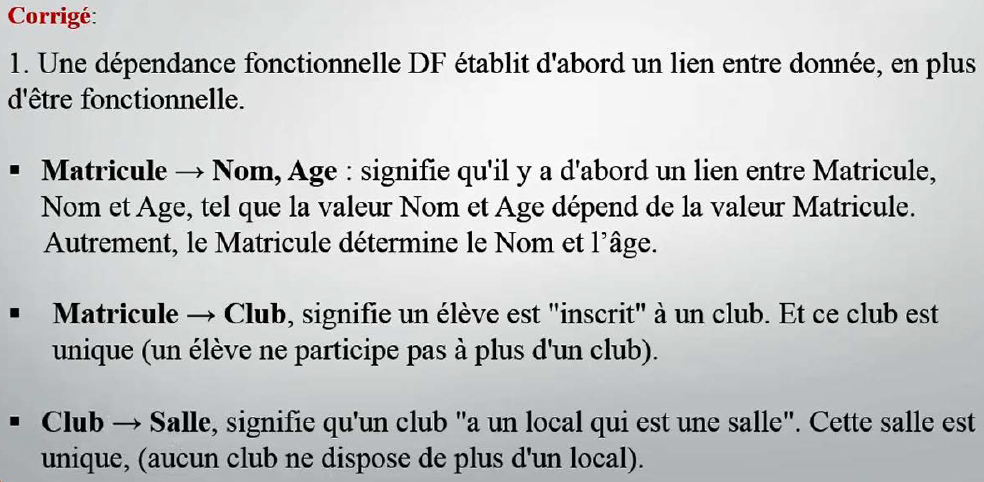 Corrigé:
1. Une dépendance fonctionnelle DF établit d'abord un lien entre donnée, en plus
d'être fonctionnelle.
▪ Matricule → Nom, Age : signifie qu'il y a d'abord un lien entre Matricule,
Nom et Age, tel que la valeur Nom et Age dépend de la valeur Matricule.
Autrement, le Matricule détermine le Nom et l’âge.
▪ Matricule → Club, signifie un élève est "inscrit" à un club. Et ce club est
unique (un élève ne participe pas à plus d'un club).
▪ Club → Salle, signifie qu'un club "a un local qui est une salle". Cette salle est
unique, (aucun club ne dispose de plus d'un local).